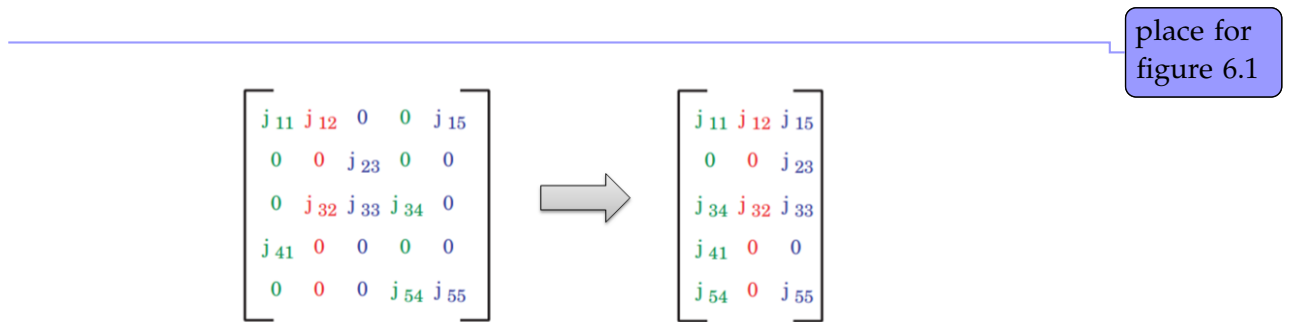 place for
figure 6.1
j 11 j 12 0 0 j 15 j 11 j 12 j 15
0 0 j 23 0 0 0 0 j 23
0 j 32 j 33 j 34 0 j 34 j 32 j 33
j 41 0 0 0 0 j 41 0 0
0 0 0 j 54 j 55 j 54 0 j 55